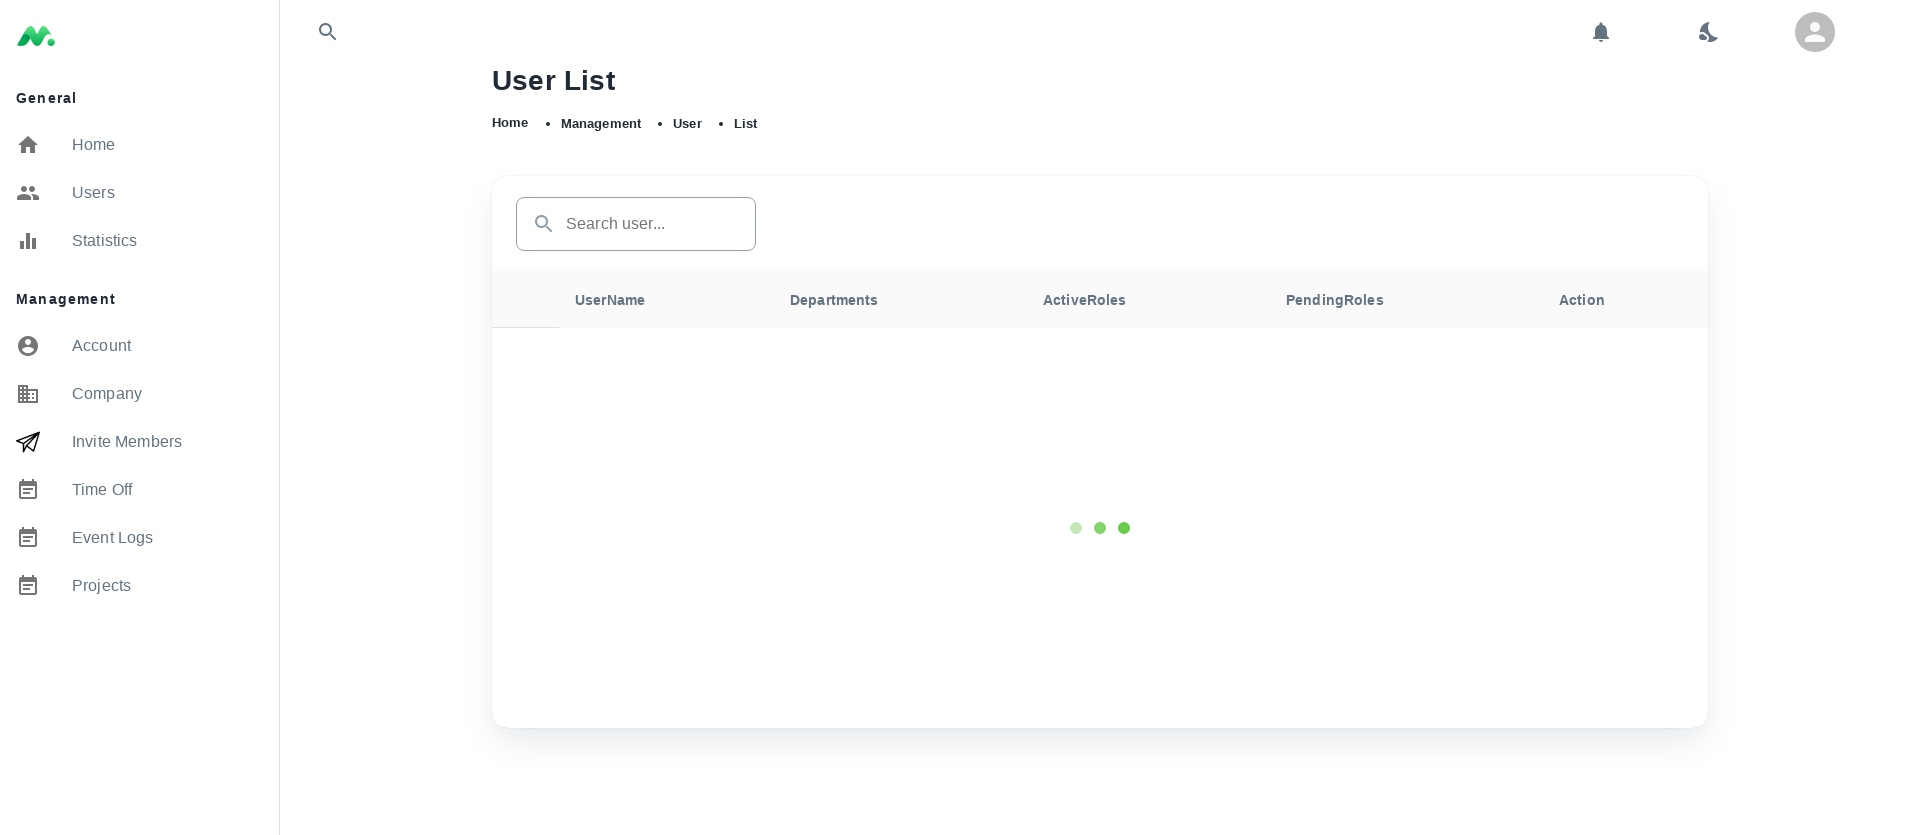 General
Home
Users
Statistics
Management
Account
Company
Invite Members
Time Off
Event Logs
Projects
User List
Home • Management • User • List
Search user...
UserName Departments ActiveRoles PendingRoles Action